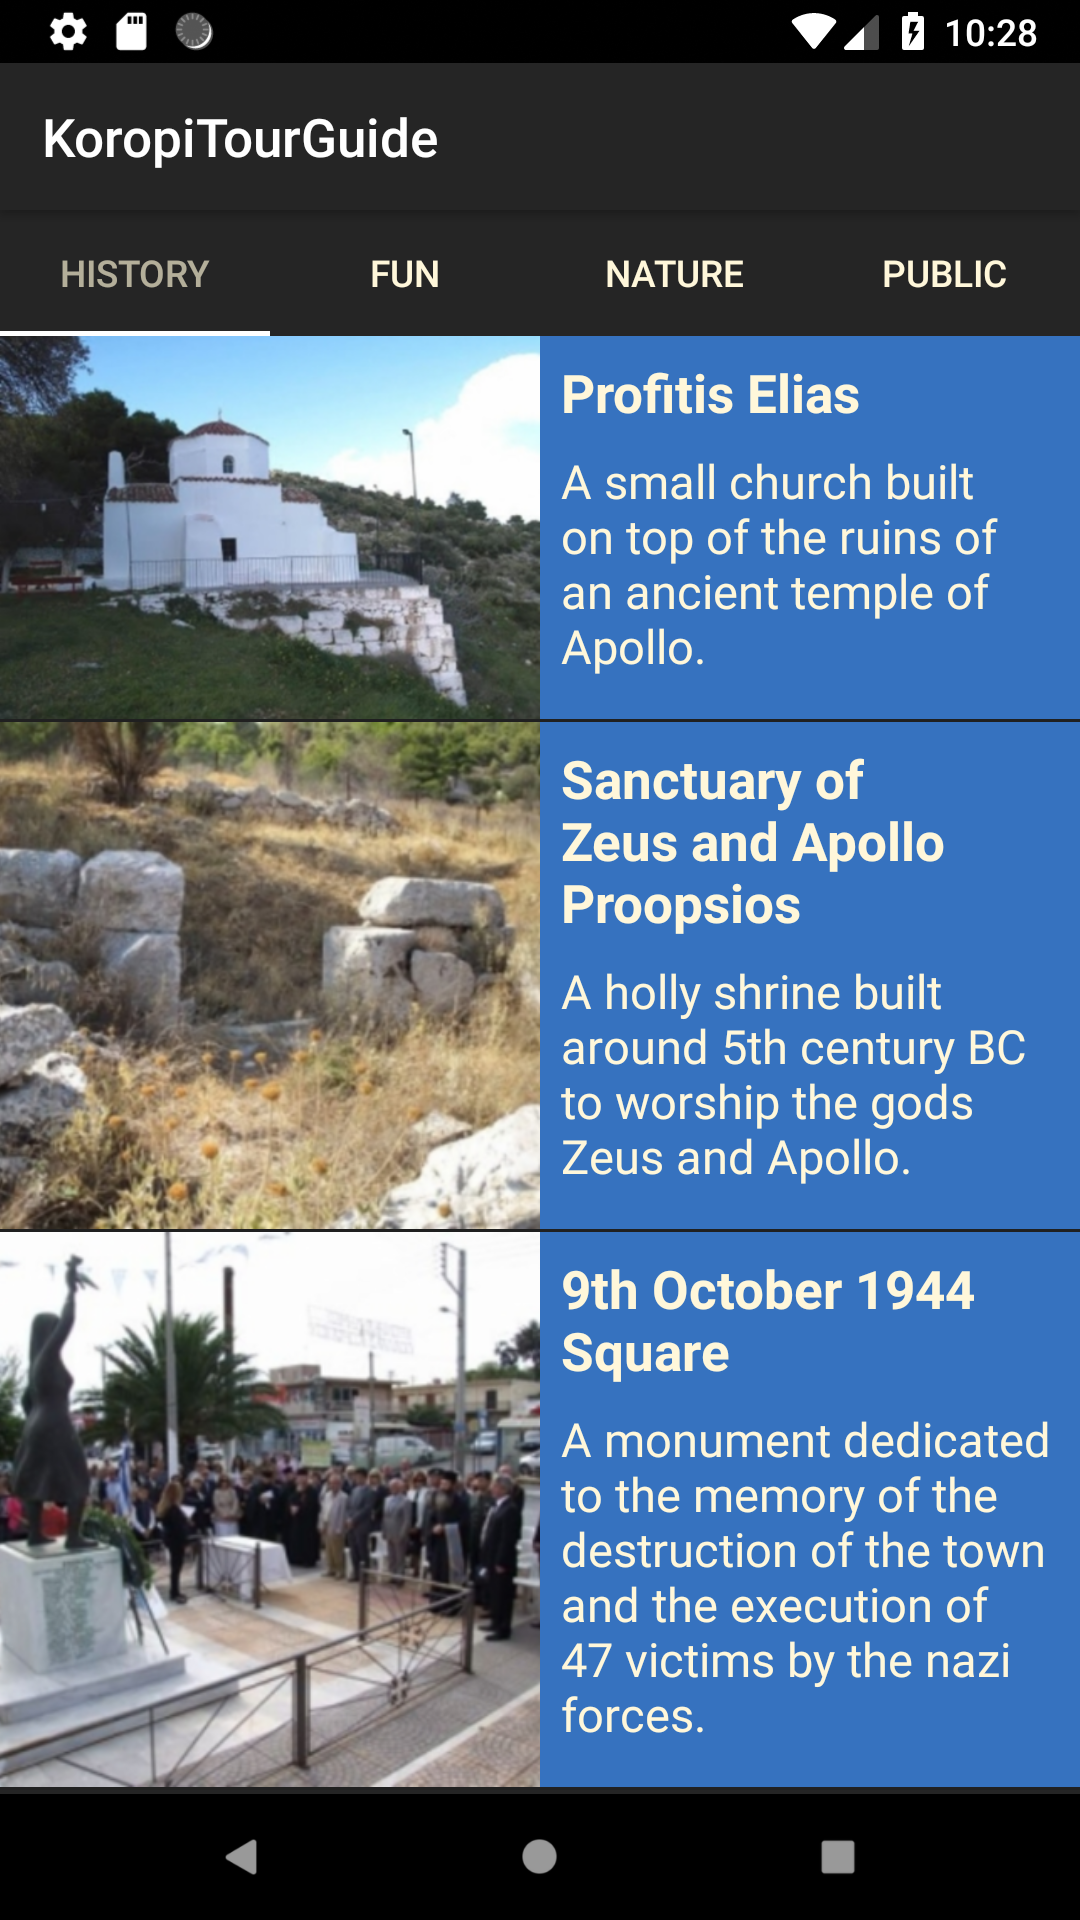 10:28
KoropiTourGuide
HISTORY FUN NATURE PUBLIC
Profitis Elias
A small church built
on top of the ruins of
an ancient temple of
Apollo.
Sanctuary of
Zeus and Apollo
Proopsios
A holly shrine built
around 5th century BC
to worship the gods
Zeus and Apollo.
9th October 1944
Square
A monument dedicated
to the memory of the
destruction of the town
and the execution of
47 victims by the nazi
forces.